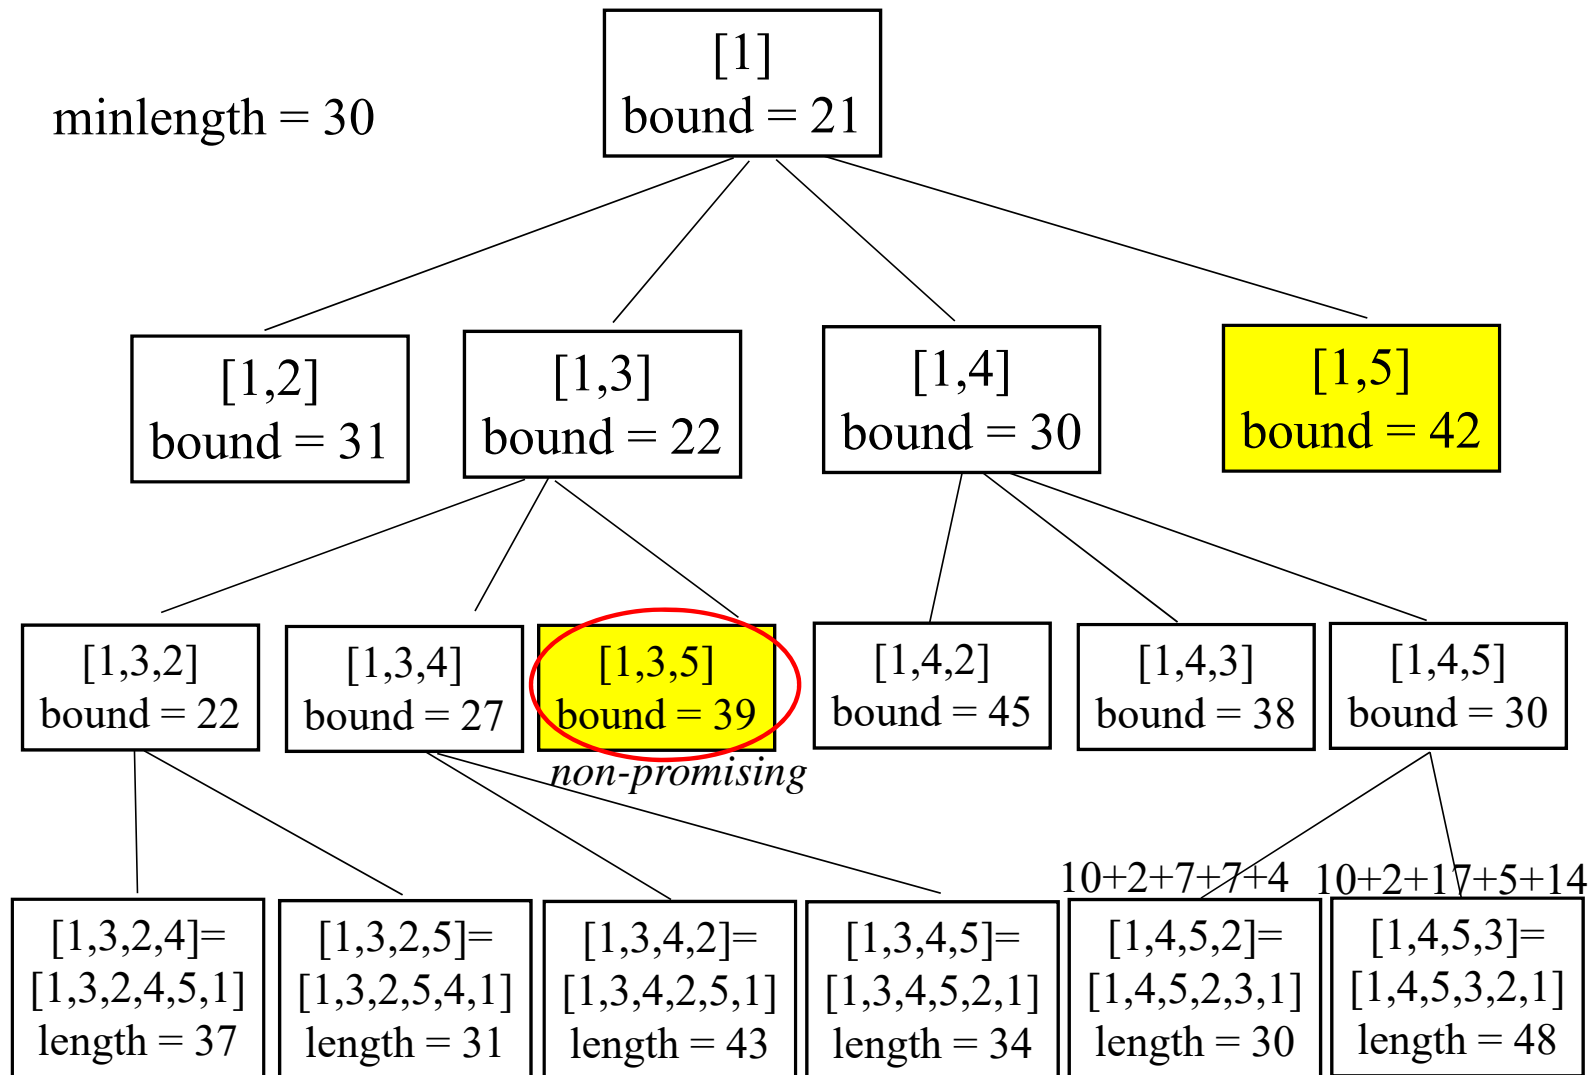 [1]
bound = 21
minlength = 30
[1,2]
bound = 31
[1,3]
bound = 22
[1,4]
bound = 30
[1,5]
bound = 42
[1,3,2]
bound = 22
[1,3,4]
bound = 27
[1,3,5]
bound = 39
non-promising
[1,4,2]
bound = 45
[1,4,3]
bound = 38
[1,4,5]
bound = 30
10+2+7+7+4
10+2+17+5+14
[1,3,2,4]=
[1,3,2,4,5,1]
length = 37
[1,3,2,5]=
[1,3,2,5,4,1]
length = 31
[1,3,4,2]=
[1,3,4,2,5,1]
length = 43
[1,3,4,5]=
[1,3,4,5,2,1]
length = 34
[1,4,5,2]=
[1,4,5,2,3,1]
length = 30
[1,4,5,3]=
[1,4,5,3,2,1]
length = 48